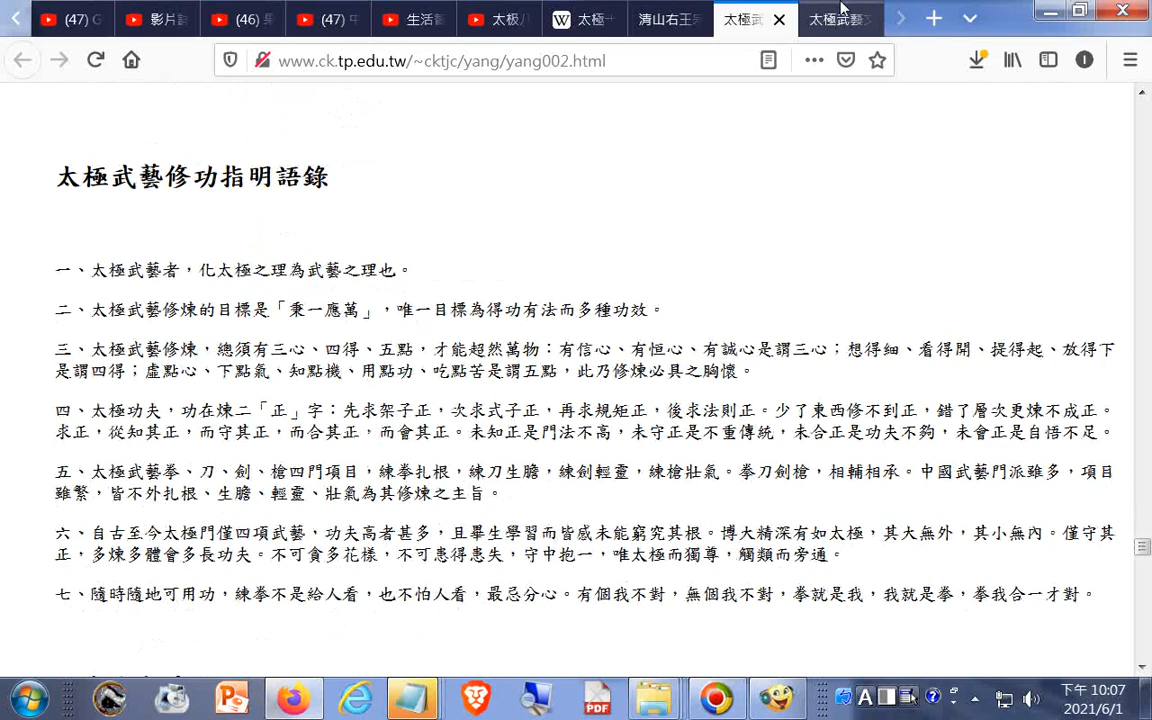 (47) G
影片討
(46) 果
(47) 中
生活智
太极八
W 太極十
清山右王宗
太極武
太極武藝文
www.ck.tp.edu.tw/~cktjc/yang/yang002.html
太極武藝修功指明語錄
一、太極武藝者，化太極之理為武藝之理也。
二、太極武藝修煉的目標是「秉一應萬」，唯一目標為得功有法而多種功效。
三、太極武藝修煉，總須有三心、四得、五點，才能超然萬物：有信心、有恒心、有誠心是謂三心；想得細、看得開、提得起、放得下
是謂四得；虛點心、下點氣、知點機、用點功、吃點苦是謂五點，此乃修煉必具之胸懷。
四、太極功夫，功在煉二「正」字：先求架子正，次求式子正，再求規矩正，後求法則正。少了東西修不到正，錯了層次更煉不成正。
求正，從知其正，而守其正，而合其正，而會其正。未知正是門法不高，未守正是不重傳統，未合正是功夫不夠，未會正是自悟不足。
五、太極武藝拳、刀、劍、槍四門項目，練拳扎根，練刀生膽，練劍輕靈，練槍壯氣。拳刀劍槍，相輔相承。中國武藝門派雖多，項目
雖繁，皆不外扎根、生膽、輕靈、壯氣為其修煉之主旨。
六、自古至今太極門僅四項武藝，功夫高者甚多，且畢生學習而皆感未能窮究其根。博大精深有如太極，其大無外，其小無內。僅守其
正，多煉多體會多長功夫。不可貪多花樣，不可患得患失，守中抱一，唯太極而獨尊，觸類而旁通。
七、隨時隨地可用功，練拳不是給人看，也不怕人看，最忌分心。有個我不對，無個我不對，拳就是我，我就是拳，拳我合一才對。
PDF
A
下午 10:07
2021/6/1